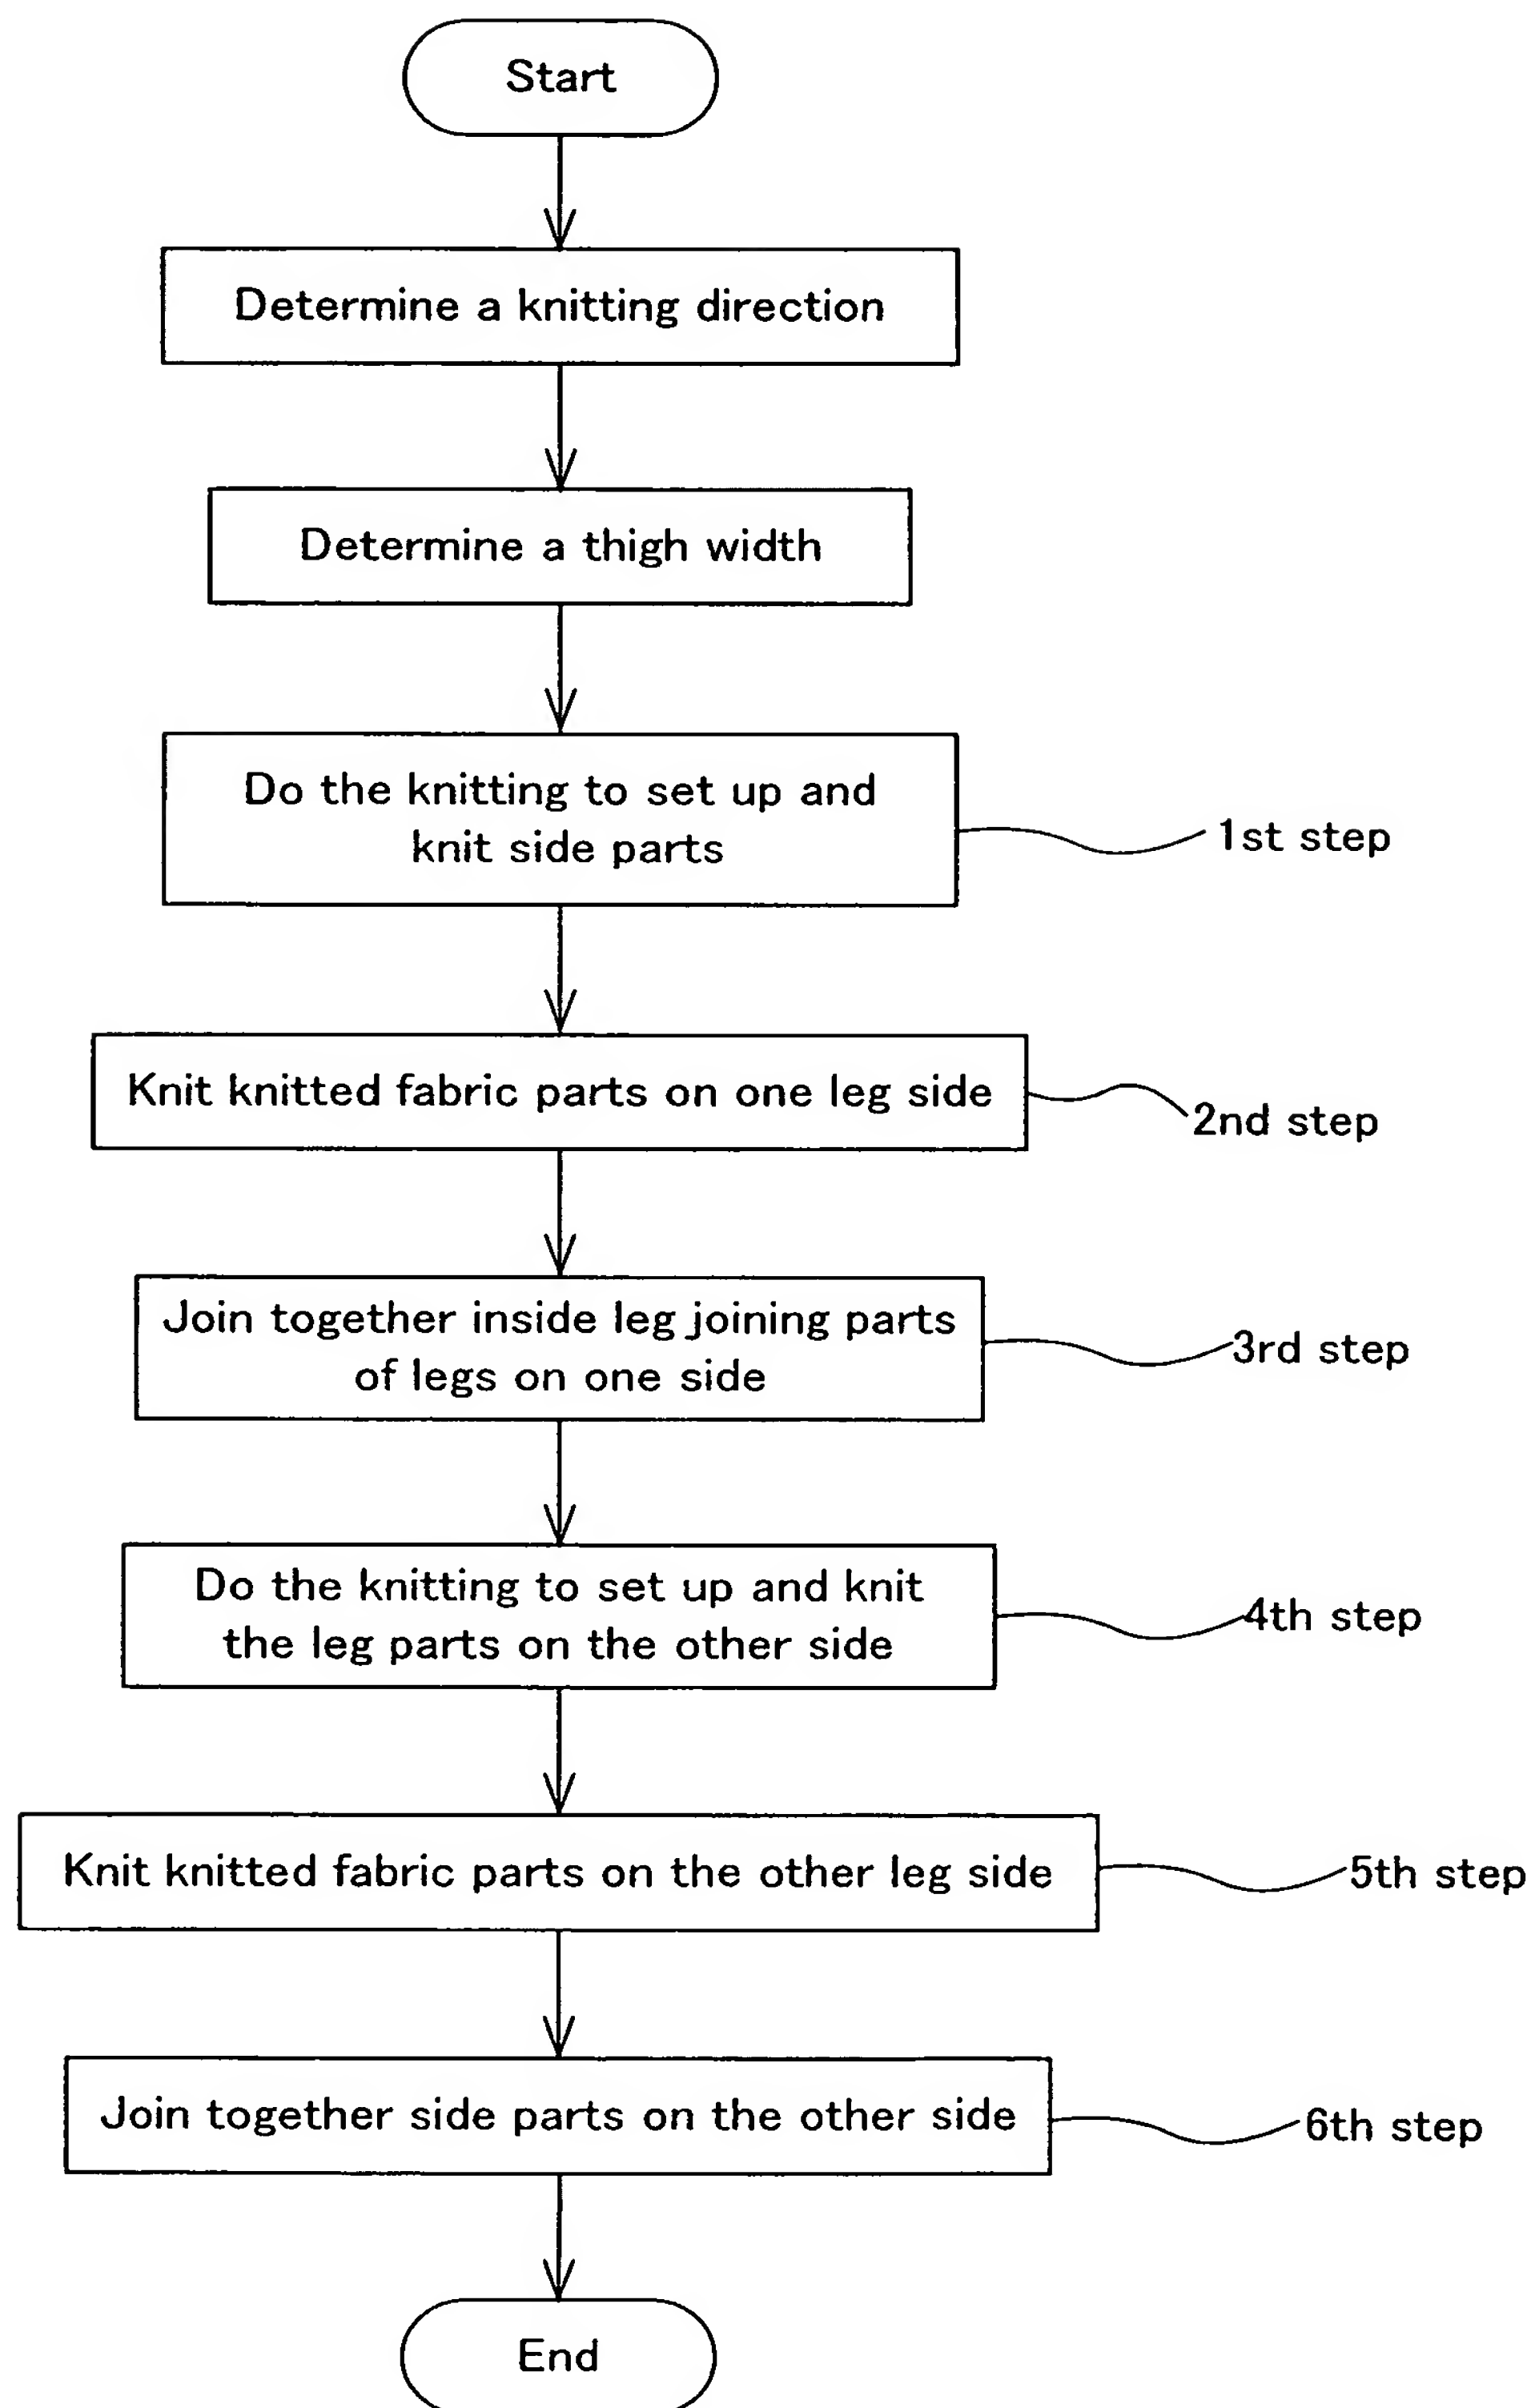 Start
Determine a knitting direction
Determine a thigh width
Do the knitting to set up and
knit side parts
1st step
Knit knitted fabric parts on one leg side
2nd step
Join together inside leg joining parts
of legs on one side
3rd step
Do the knitting to set up and knit
the leg parts on the other side
4th step
Knit knitted fabric parts on the other leg side
5th step
Join together side parts on the other side
6th step
End